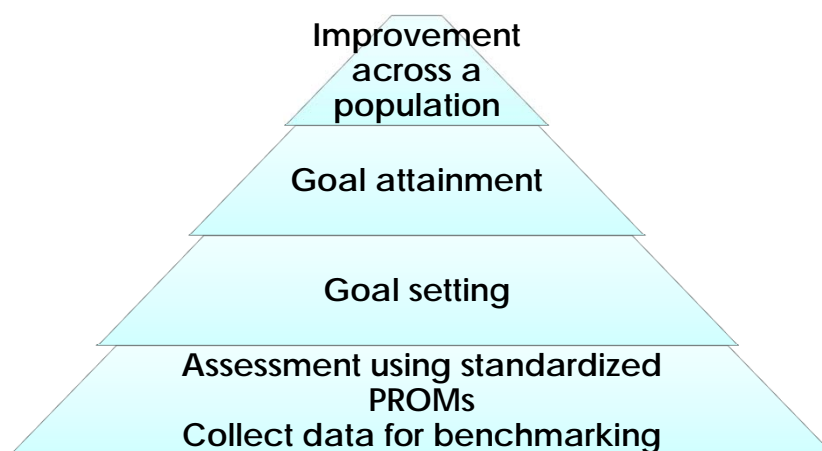 Improvement
across a
population
Goal attainment
Goal setting
Assessment using standardized
PROMs
Collect data for benchmarking